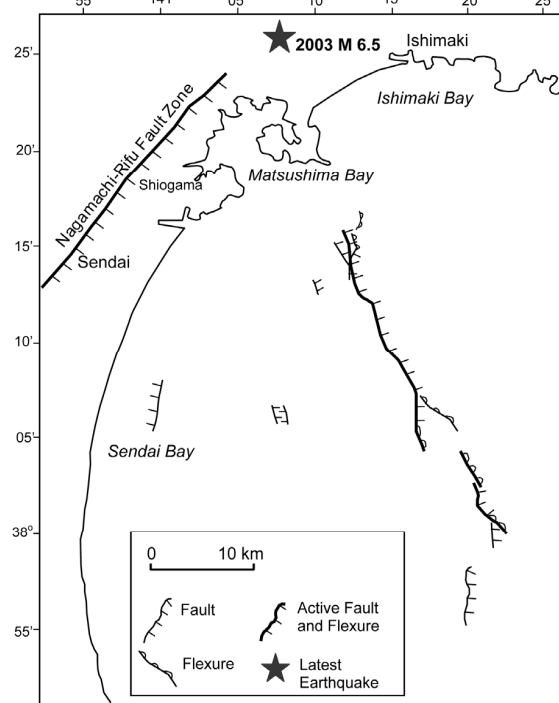 55' 141° 05 10 15 20 25
25'
2003 M 6.5
Ishimaki
Ishimaki Bay
Nagamachi-Rifu Fault Zone
20'
Matsushima Bay
Shiogama
15'
Sendai
10'
05'
Sendai Bay
38°
0 10 km
Fault
Active Fault
and Flexure
Flexure
Latest
Earthquake
55'